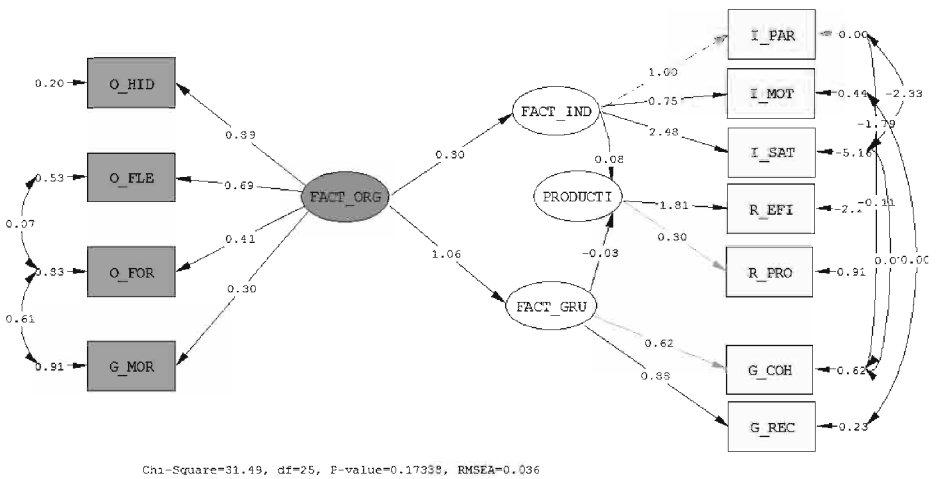 I_PAR
0.00
O_HID
0.20
1.00
I_MOT
0.44
-2.33
0.75
FACT_IND
-1.79
2.48
I_SAT
-5.16
0.30
0.08
O_FLE
0.53
0.69
FACT_ORG
PRODUCTI
1.81
R_EFI
-0.11
0.07
0.41
0.30
-0.03
O_FOR
0.83
1.06
R_PRO
0.91
0.30
FACT_GRU
0.61
0.62
G_MOR
0.91
G_COH
0.62
G_REC
0.23
Chi-Square=31.49, df=25, P-value=0.17338, RMSEA=0.036